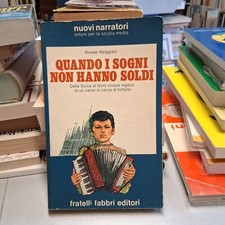 nuovi narratori
letture per la scuola media
Renée Reggiani
QUANDO I SOGNI
NON HANNO SOLDI
Dalla Sicilia al Nord cinque ragazzi
in un carro in cerca di fortuna
fratelli fabbri editori